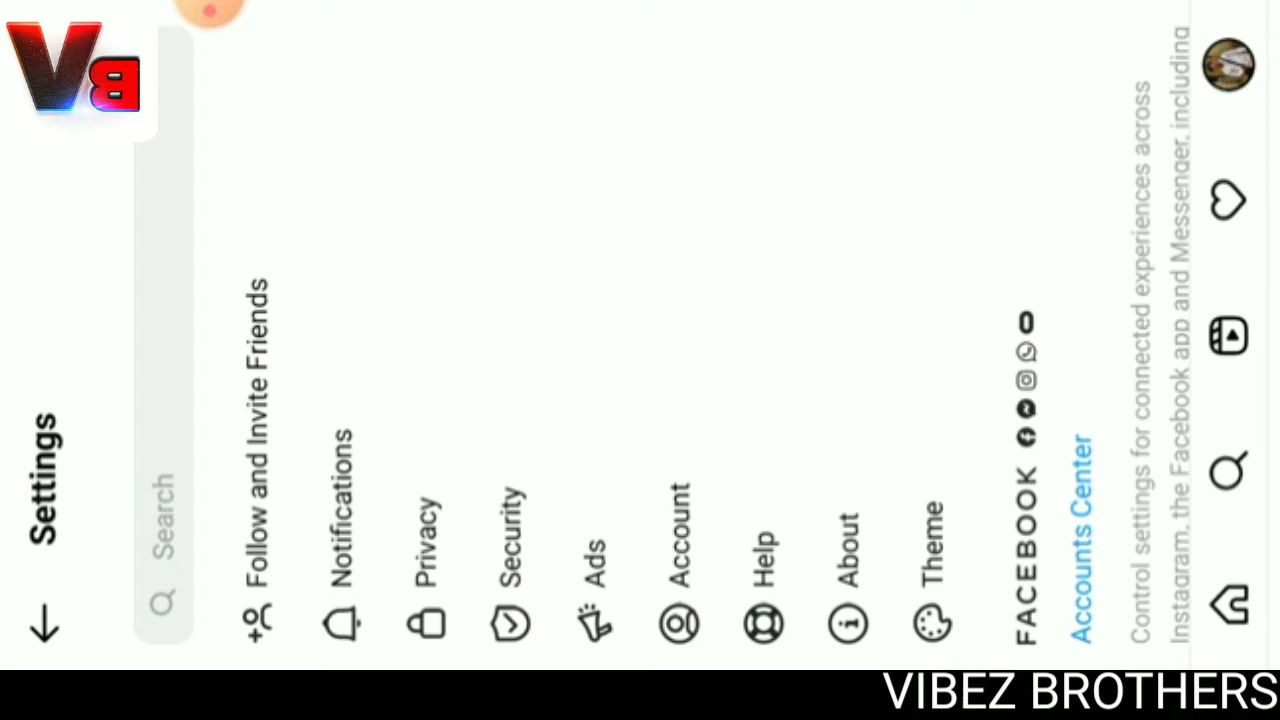 VB
Settings
Search
Follow and Invite Friends
Notifications
Privacy
Security
Ads
Account
Help
About
Theme
FACEBOOK
Accounts Center
Control settings for connected experiences across
Instagram, the Facebook app and Messenger, including
VIBEZ BROTHERS